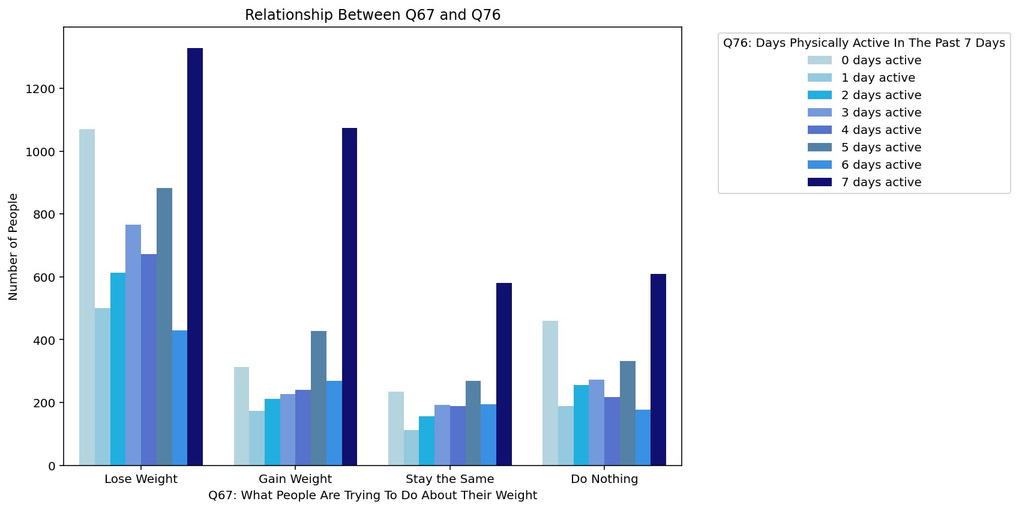 Relationship Between Q67 and Q76
Number of People
1200
1000
800
600
400
200
0
Lose Weight
Gain Weight
Stay the Same
Do Nothing
Q67: What People Are Trying To Do About Their Weight
Q76: Days Physically Active In The Past 7 Days
0 days active
1 day active
2 days active
3 days active
4 days active
5 days active
6 days active
7 days active